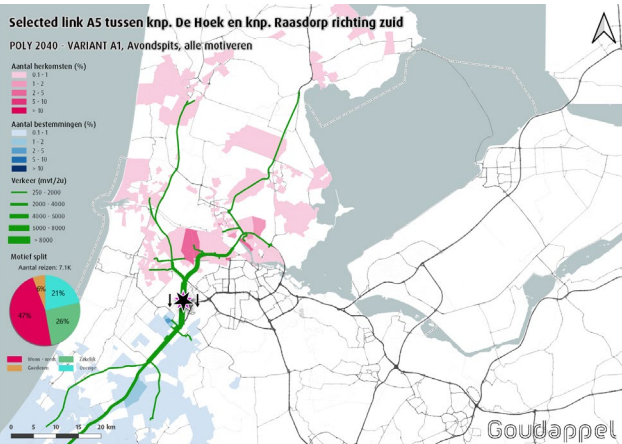 Selected link A5 tussen knp. De Hoek en knp. Raasdorp richting zuid
POLY 2040 - VARIANT A1, Avondspits, alle motieven
Aantal herkomsten (%)
0.1 - 1
1 - 2
2 - 5
5 - 10
> 10
Aantal bestemmingen (%)
0.1 - 1
1 - 2
2 - 5
5 - 10
> 10
Verkeer (mvt/2u)
250 - 2000
2000 - 4000
4000 - 6000
6000 - 8000
> 8000
Motief split
Aantal reizen: 7.1K
6%
21%
47%
26%
Woon - werk
Zakelijk
Goederen
Overige
0 5 10 15 20 km
Goudappel